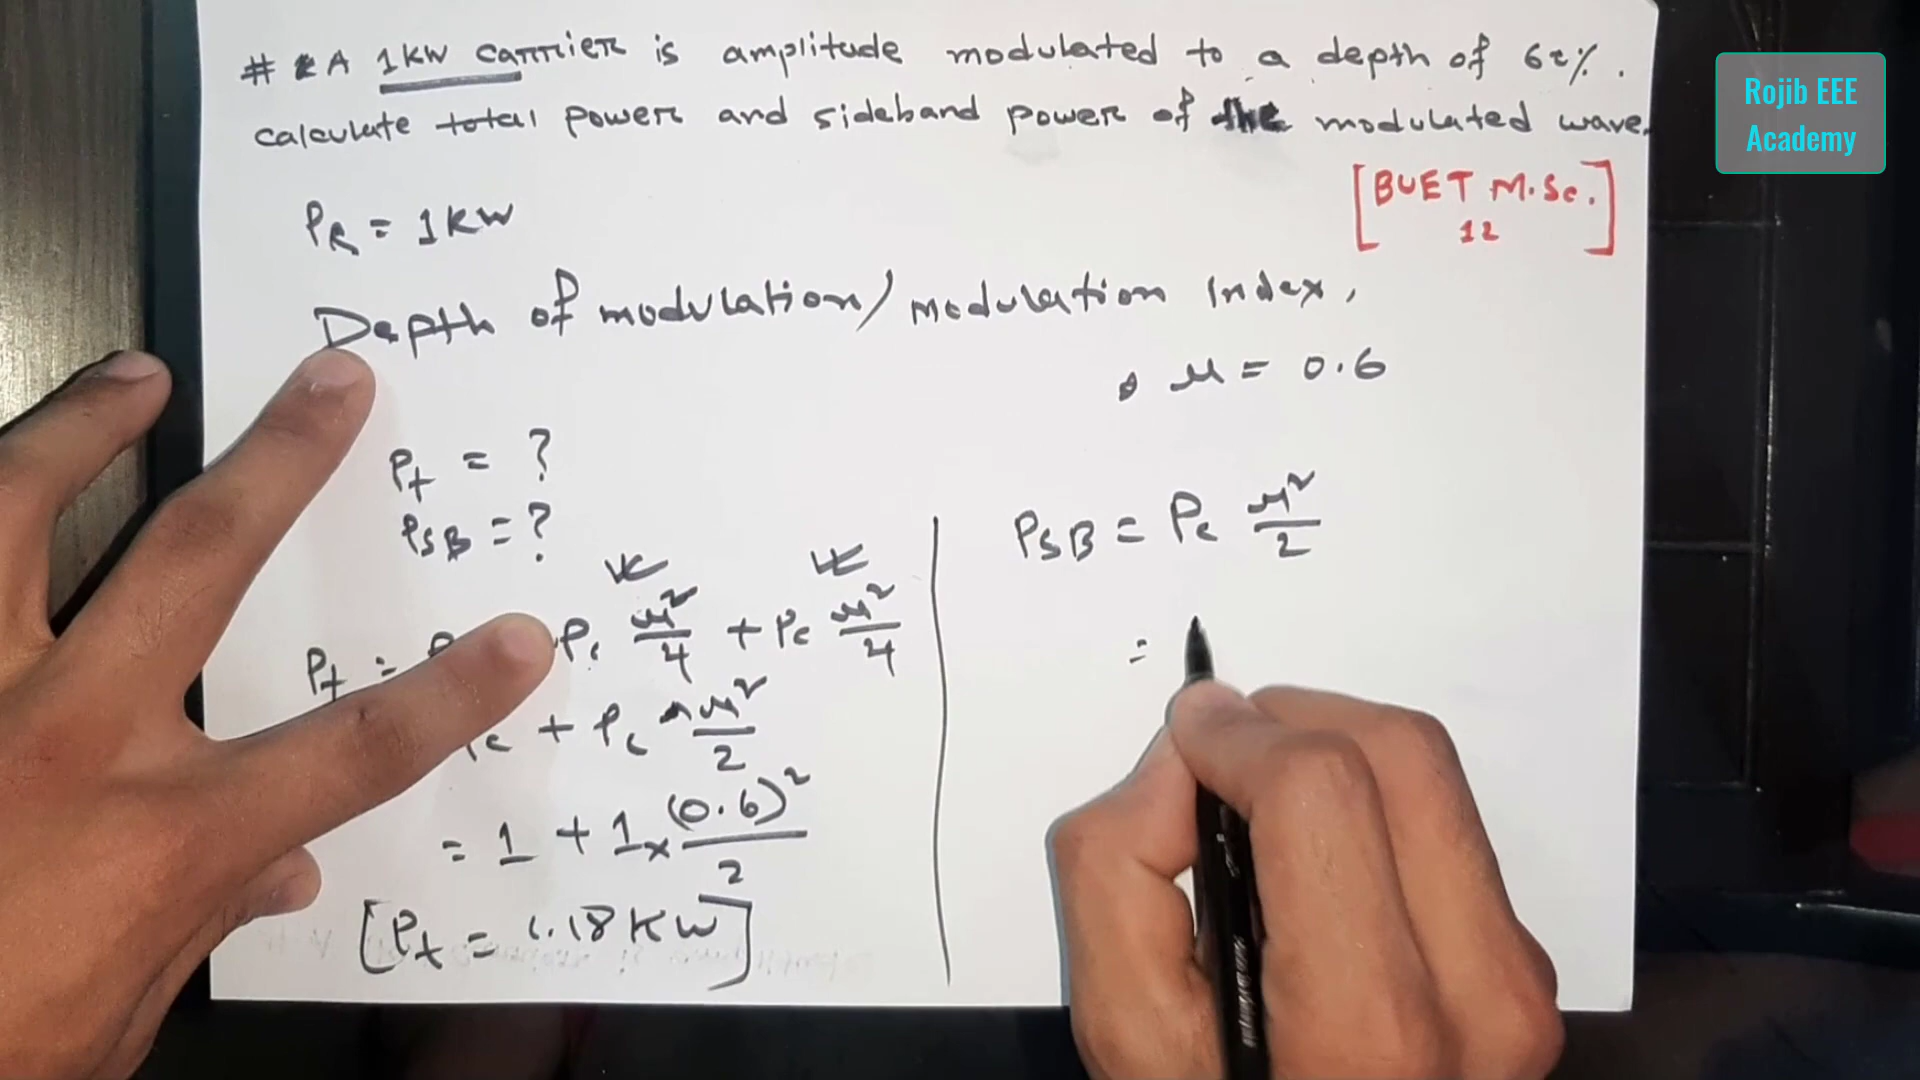 # A 1KW carrier is amplitude modulated to a depth of 60%.
calculate total power and sideband power of the modulated wave.
Rojib EEE
Academy
[BUET M.Sc.
12]
PR = 1KW
Depth of modulation/modulation Index,
μ = 0.6
Pt = ?
PSB = ?
Pt = Pc μ²/4 + Pc μ²/4
Pc + Pc μ²/2
= 1 + 1 x (0.6)²/2
[Pt = 1.18 KW]
PSB = Pc μ²/2
=